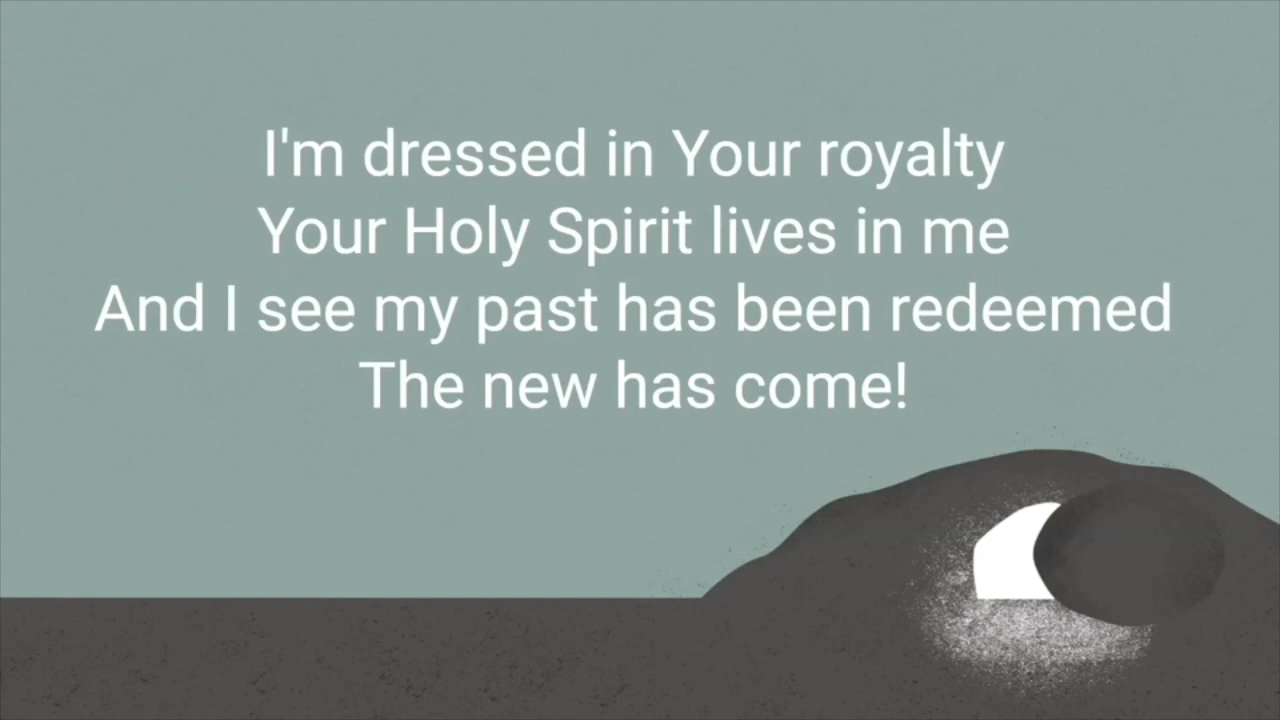 I'm dressed in Your royalty
Your Holy Spirit lives in me
And I see my past has been redeemed
The new has come!